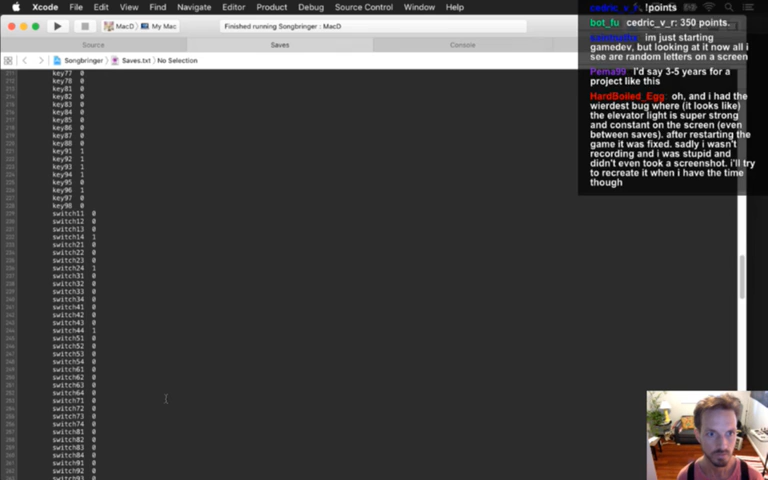 Xcode File Edit View Find Navigate Editor Product Debug Source Control Window Help
MacD My Mac
Finished running Songbringer : MacD
Source
Saves
Console
Songbringer Saves.txt No Selection
key77 0
key78 0
key81 0
key82 0
key83 0
key84 0
key85 0
key86 0
key87 0
key88 0
key91 1
key92 1
key93 1
key94 1
key95 0
key96 1
key97 0
key98 0
switch11 0
switch12 0
switch13 0
switch14 1
switch21 0
switch22 0
switch23 0
switch24 1
switch31 0
switch32 0
switch33 0
switch34 0
switch41 0
switch42 0
switch43 0
switch44 1
switch51 0
switch52 0
switch53 0
switch54 0
switch61 0
switch62 0
switch63 0
switch64 0
switch71 0
switch72 0
switch73 0
switch74 0
switch81 0
switch82 0
switch83 0
switch84 0
switch91 0
switch92 0
switch93 0
cedric_v_r: !points
bot_fu cedric_v_r: 350 points.
im just starting
gamedev, but looking at it now all i
see are random letters on a screen
I'd say 3-5 years for a
project like this
HardBoiled_Egg: oh, and i had the
wierdest bug where (it looks like)
the elevator light is super strong
and constant on the screen (even
between saves). after restarting the
game it was fixed. sadly i wasn't
recording and i was stupid and
didn't even took a screenshot. i'll try
to recreate it when i have the time
though